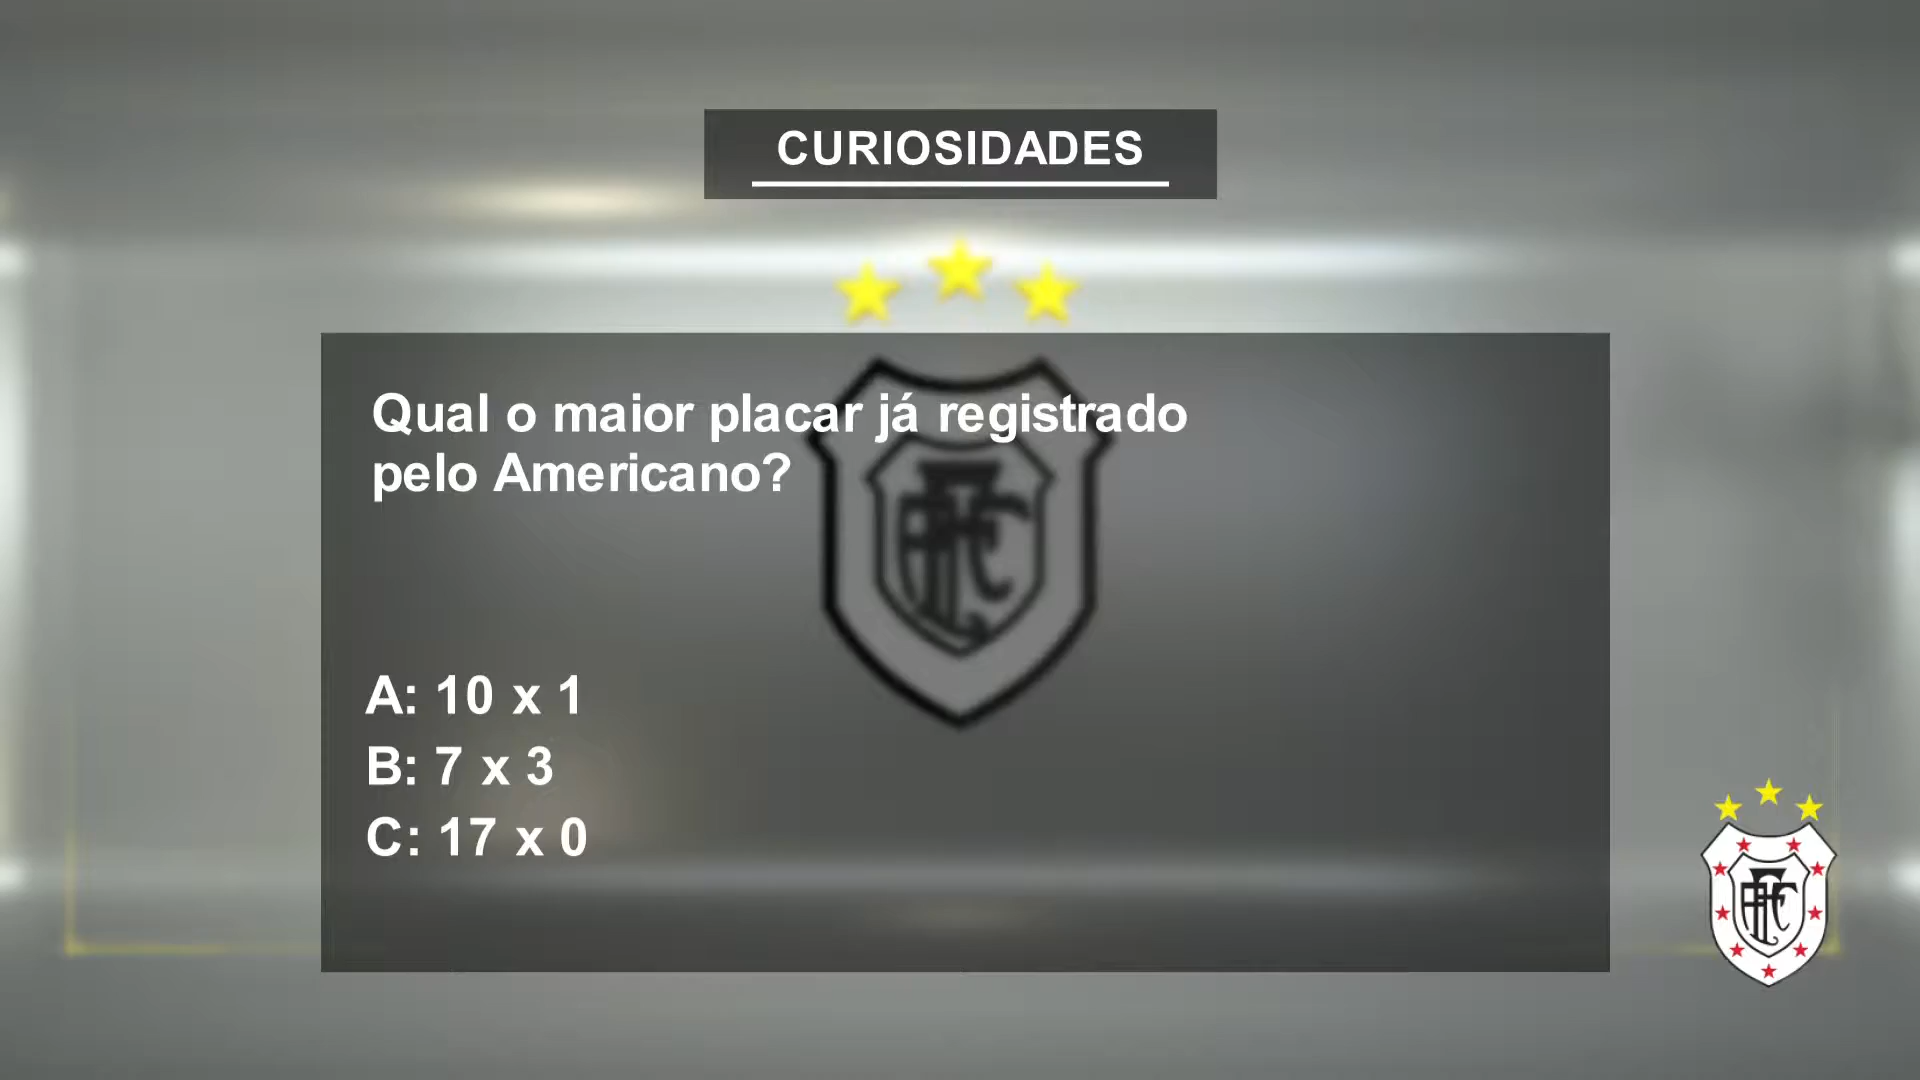 CURIOSIDADES
Qual o maior placar já registrado
pelo Americano?
A: 10 x 1
B: 7 x 3
C: 17 x 0